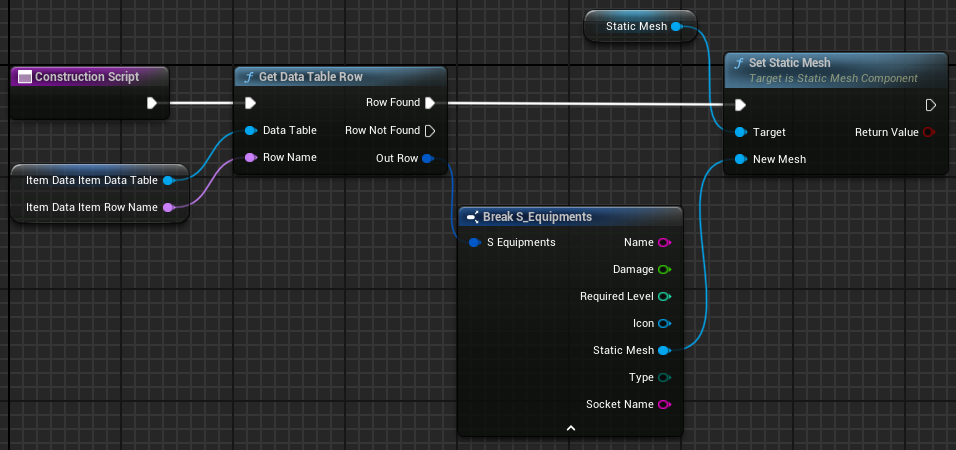 Static Mesh
Construction Script
Get Data Table Row
Row Found
Data Table
Row Not Found
Row Name
Out Row
Item Data Item Data Table
Item Data Item Row Name
Set Static Mesh
Target is Static Mesh Component
Target
Return Value
New Mesh
Break S_Equipments
S Equipments
Name
Damage
Required Level
Icon
Static Mesh
Type
Socket Name